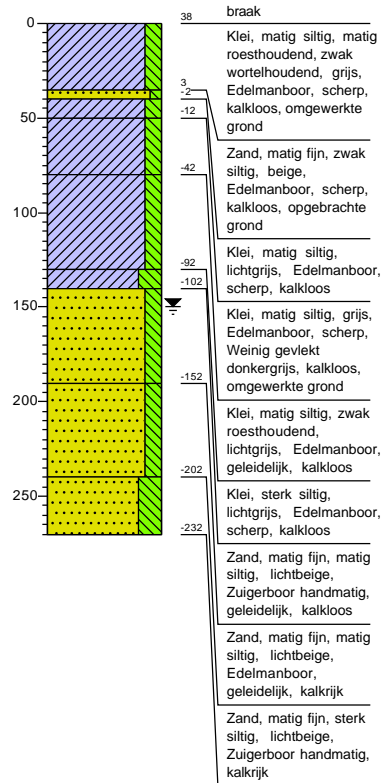 braak
0
50
100
150
200
250
38
3
-2
-12
-42
-92
-102
-152
-202
-232
Klei, matig siltig, matig
roesthoudend, zwak
wortelhoudend, grijs,
Edelmanboor, scherp,
kalkloos, omgewerkte
grond
Zand, matig fijn, zwak
siltig, beige,
Edelmanboor, scherp,
kalkloos, opgebrachte
grond
Klei, matig siltig,
lichtgrijs, Edelmanboor,
scherp, kalkloos
Klei, matig siltig, grijs,
Edelmanboor, scherp,
Weinig gevlekt
donkergrijs, kalkloos,
omgewerkte grond
Klei, matig siltig, zwak
roesthoudend,
lichtgrijs, Edelmanboor,
geleidelijk, kalkloos
Klei, sterk siltig,
lichtgrijs, Edelmanboor,
scherp, kalkloos
Zand, matig fijn, matig
siltig, lichtbeige,
Zuigerboor handmatig,
geleidelijk, kalkloos
Zand, matig fijn, matig
siltig, lichtbeige,
Edelmanboor,
geleidelijk, kalkrijk
Zand, matig fijn, sterk
siltig, lichtbeige,
Zuigerboor handmatig,
kalkrijk